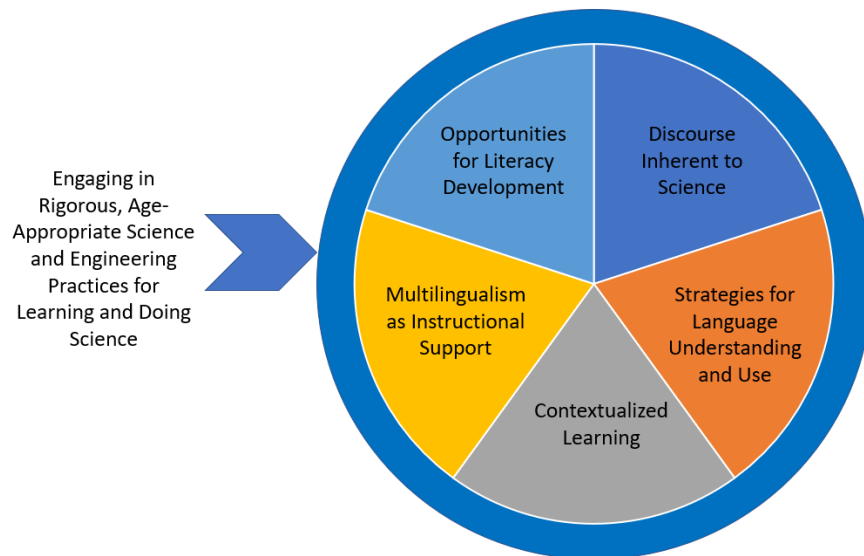 Engaging in
Rigorous, Age-
Appropriate Science
and Engineering
Practices for
Learning and Doing
Science
Opportunities
for Literacy
Development
Discourse
Inherent to
Science
Multilingualism
as Instructional
Support
Strategies for
Language
Understanding
and Use
Contextualized
Learning